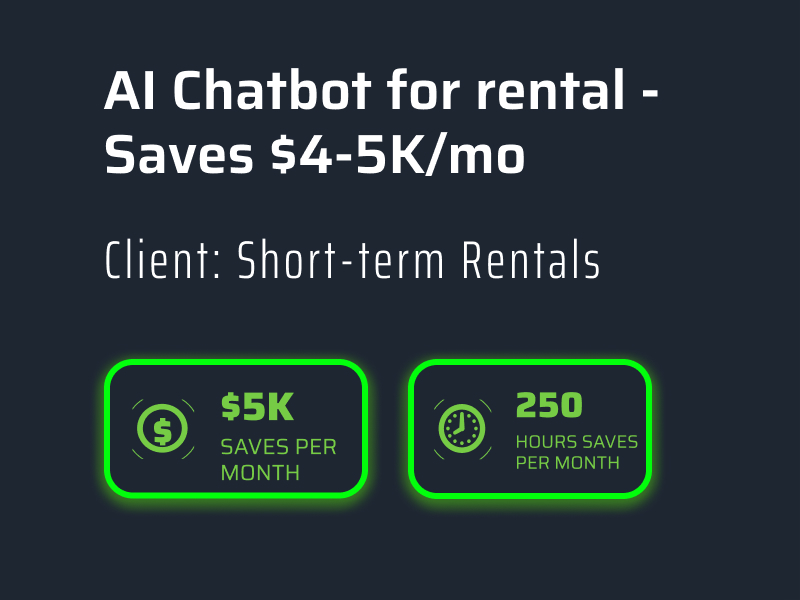 AI Chatbot for rental -
Saves $4-5K/mo
Client: Short-term Rentals
$5K
SAVES PER
MONTH
250
HOURS SAVES
PER MONTH